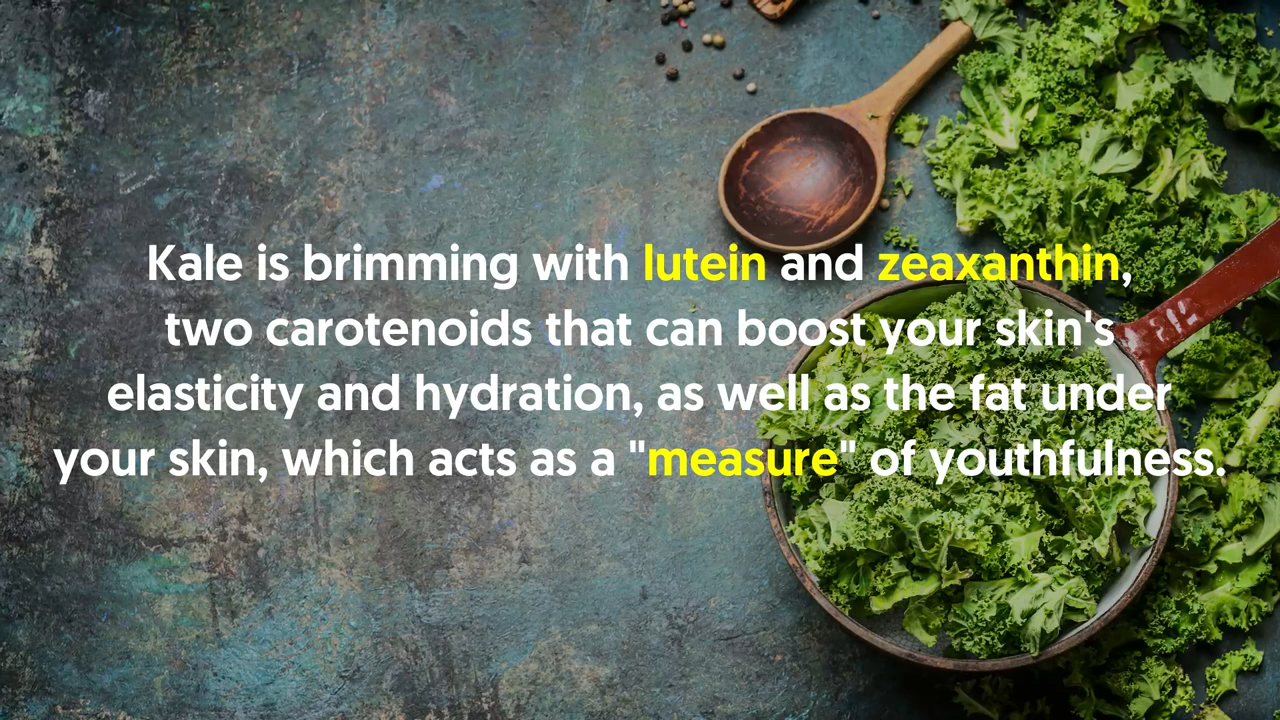 Kale is brimming with lutein and zeaxanthin,
two carotenoids that can boost your skin's
elasticity and hydration, as well as the fat under
your skin, which acts as a "measure" of youthfulness.